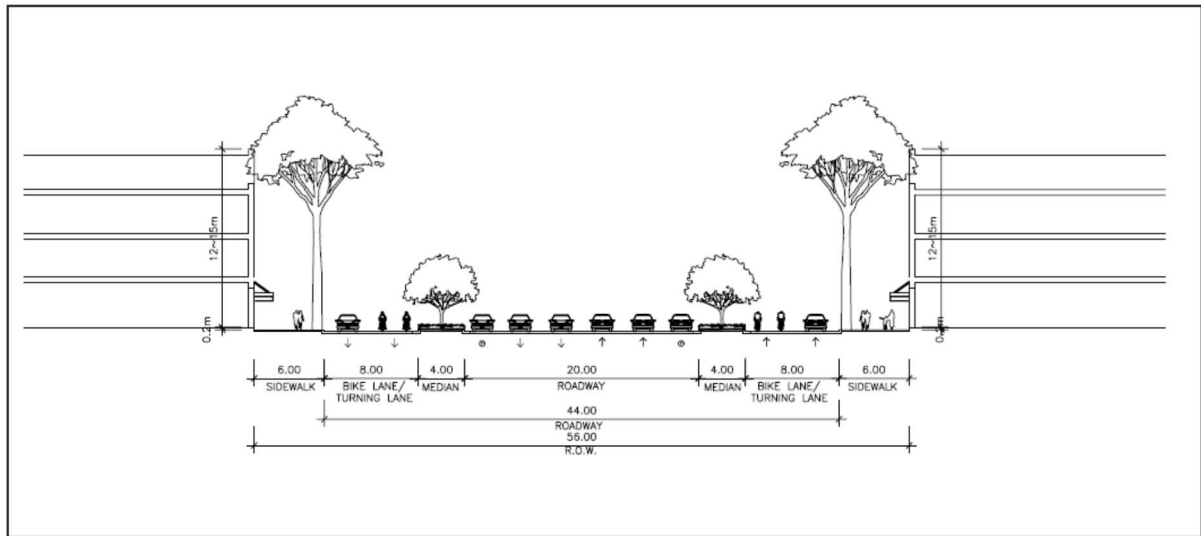 12~15m
12~15m
0.2m
6.00 8.00 4.00 20.00 4.00 8.00 6.00
SIDEWALK BIKE LANE/ MEDIAN ROADWAY MEDIAN BIKE LANE/ SIDEWALK
TURNING LANE TURNING LANE
44.00
ROADWAY
56.00
R.O.W.